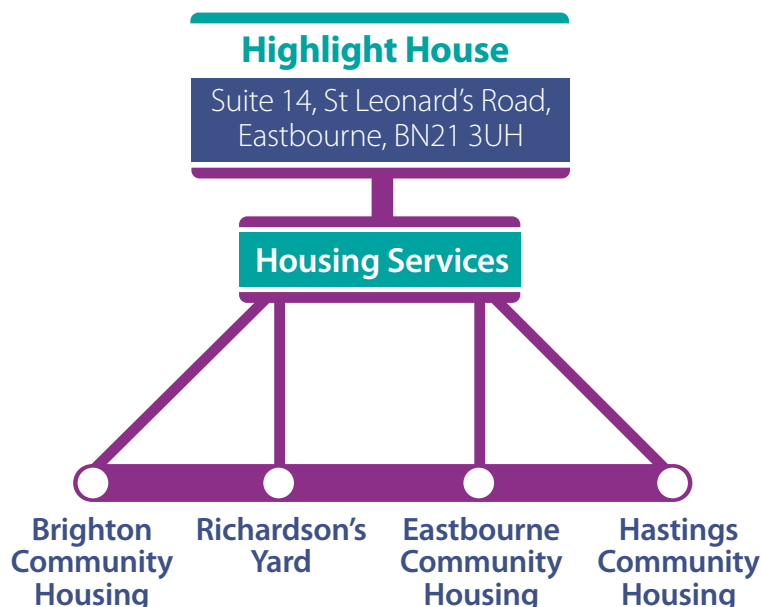 Highlight House
Suite 14, St Leonard’s Road,
Eastbourne, BN21 3UH
Housing Services
Brighton
Community
Housing
Richardson’s
Yard
Eastbourne
Community
Housing
Hastings
Community
Housing